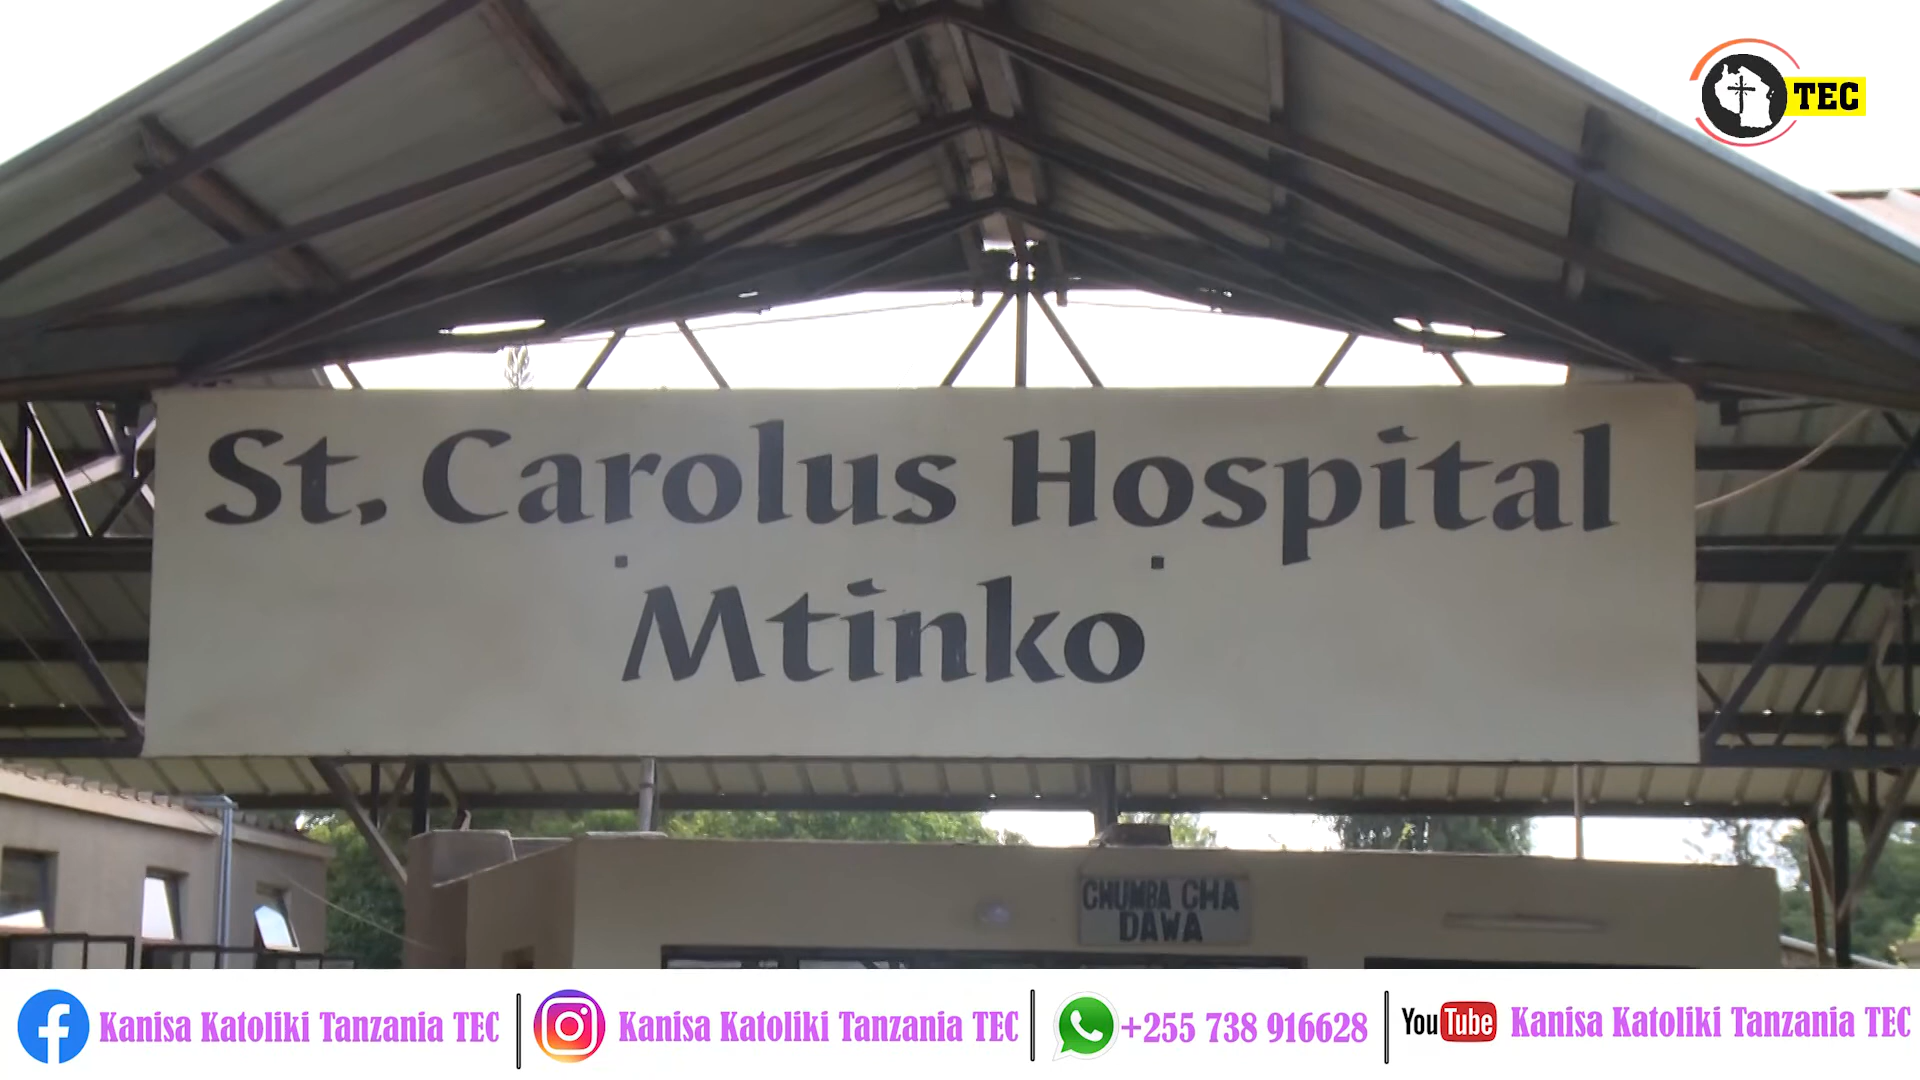 TEC
St. Carolus Hospital
Mtinko
CHUMBA CHA
DAWA
Kanisa Katoliki Tanzania TEC
Kanisa Katoliki Tanzania TEC
+255 738 916628
YouTube Kanisa Katoliki Tanzania TEC